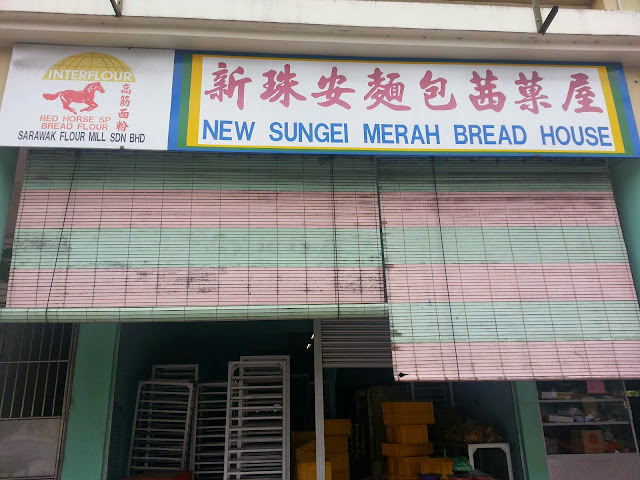 INTERFLOUR
高筋面粉
RED HORSE SP
BREAD FLOUR
SARAWAK FLOUR MILL SDN BHD
新珠安麵包茜菓屋
NEW SUNGEI MERAH BREAD HOUSE